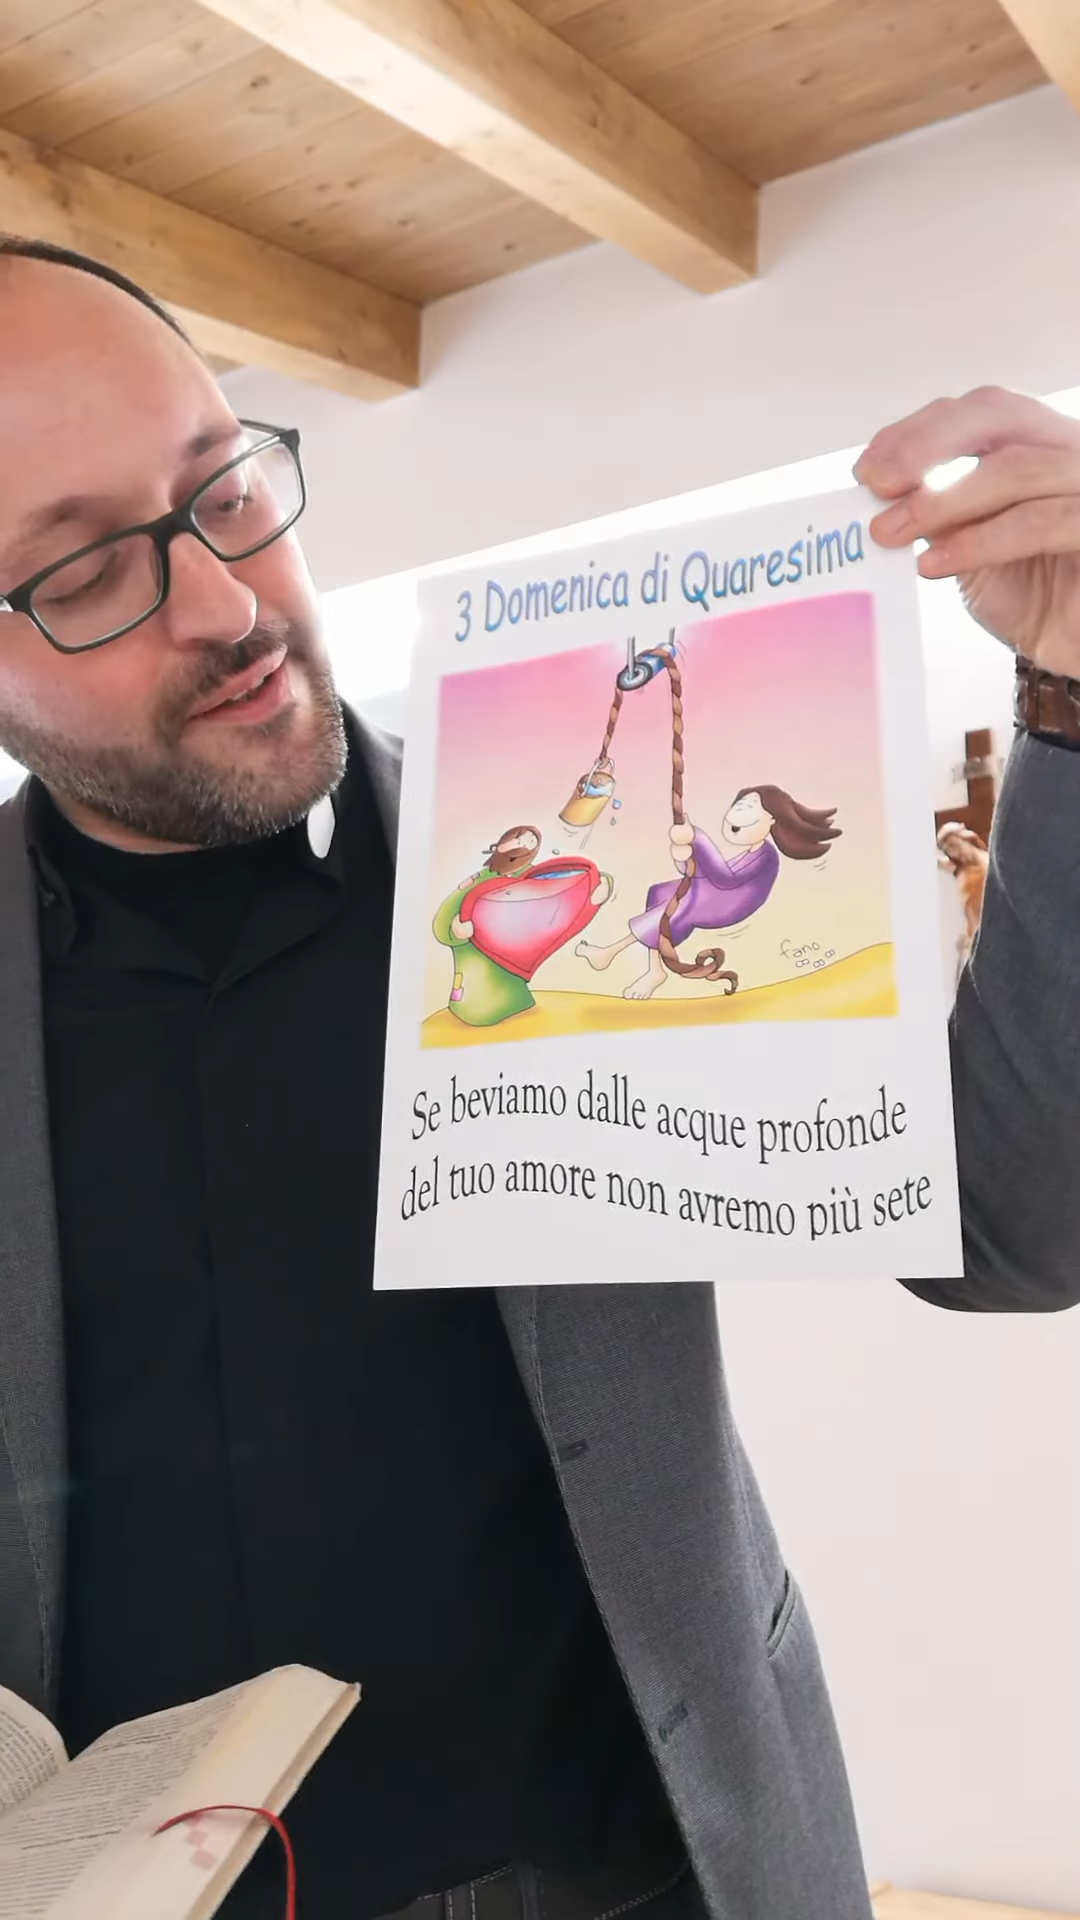 3 Domenica di Quaresima
fano
Se beviamo dalle acque profonde
del tuo amore non avremo più sete